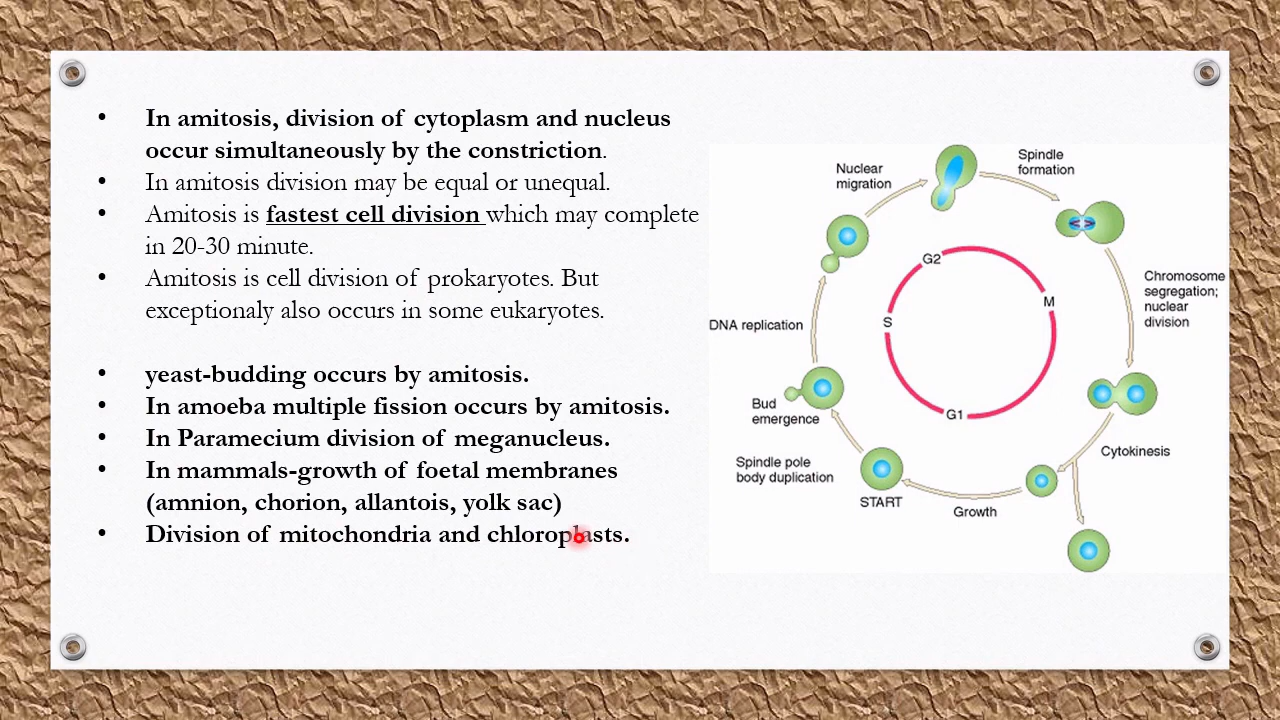 • In amitosis, division of cytoplasm and nucleus
occur simultaneously by the constriction.
• In amitosis division may be equal or unequal.
• Amitosis is fastest cell division which may complete
in 20-30 minute.
• Amitosis is cell division of prokaryotes. But
exceptionaly also occurs in some eukaryotes.
• yeast-budding occurs by amitosis.
• In amoeba multiple fission occurs by amitosis.
• In Paramecium division of meganucleus.
• In mammals-growth of foetal membranes
(amnion, chorion, allantois, yolk sac)
• Division of mitochondria and chloroplasts.
Nuclear
migration
Spindle
formation
Chromosome
segregation;
nuclear
division
Cytokinesis
Growth
START
Spindle pole
body duplication
Bud
emergence
DNA replication
G2
M
S
G1